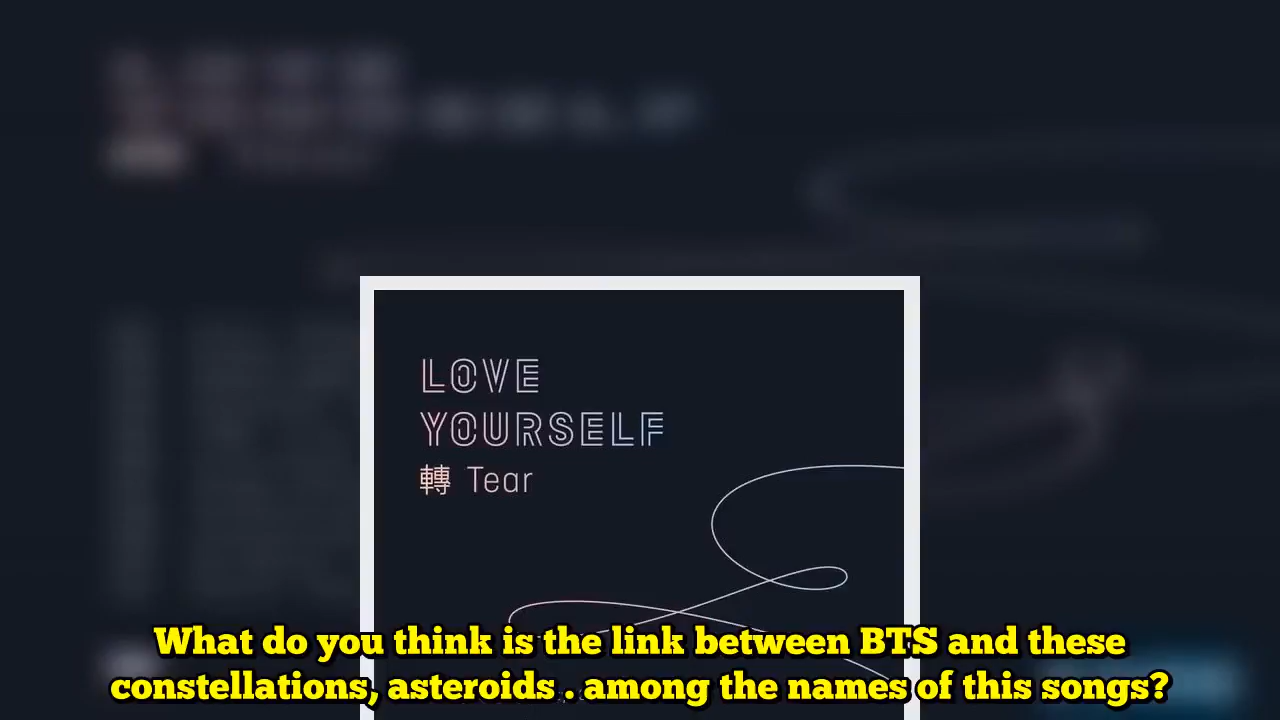 LOVE
YOURSELF
轉 Tear
What do you think is the link between BTS and these
constellations, asteroids . among the names of this songs?